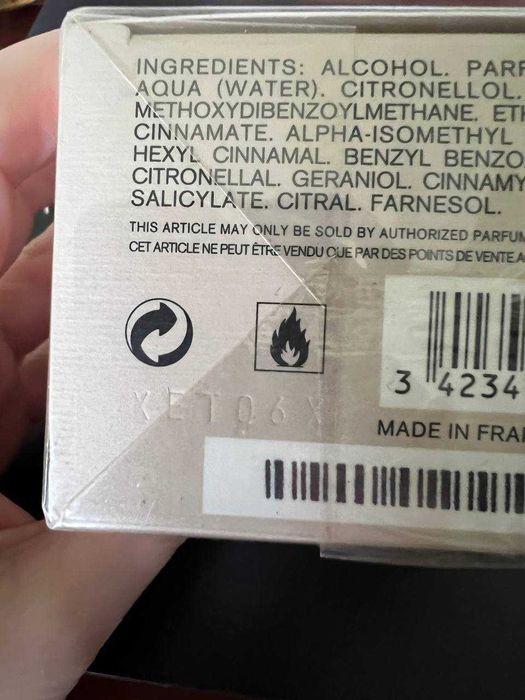 INGREDIENTS: ALCOHOL. PARF
AQUA (WATER). CITRONELLOL.
METHOXYDIBENZOYLMETHANE. ETH
CINNAMATE. ALPHA-ISOMETHYL
HEXYL CINNAMAL. BENZYL BENZO
CITRONELLAL. GERANIOL. CINNAMY
SALICYLATE. CITRAL. FARNESOL.
THIS ARTICLE MAY ONLY BE SOLD BY AUTHORIZED PARFUM
CET ARTICLE NE PEUT ÊTRE VENDU QUE PAR DES POINTS DE VENTE A
3 4234
MADE IN FRAN